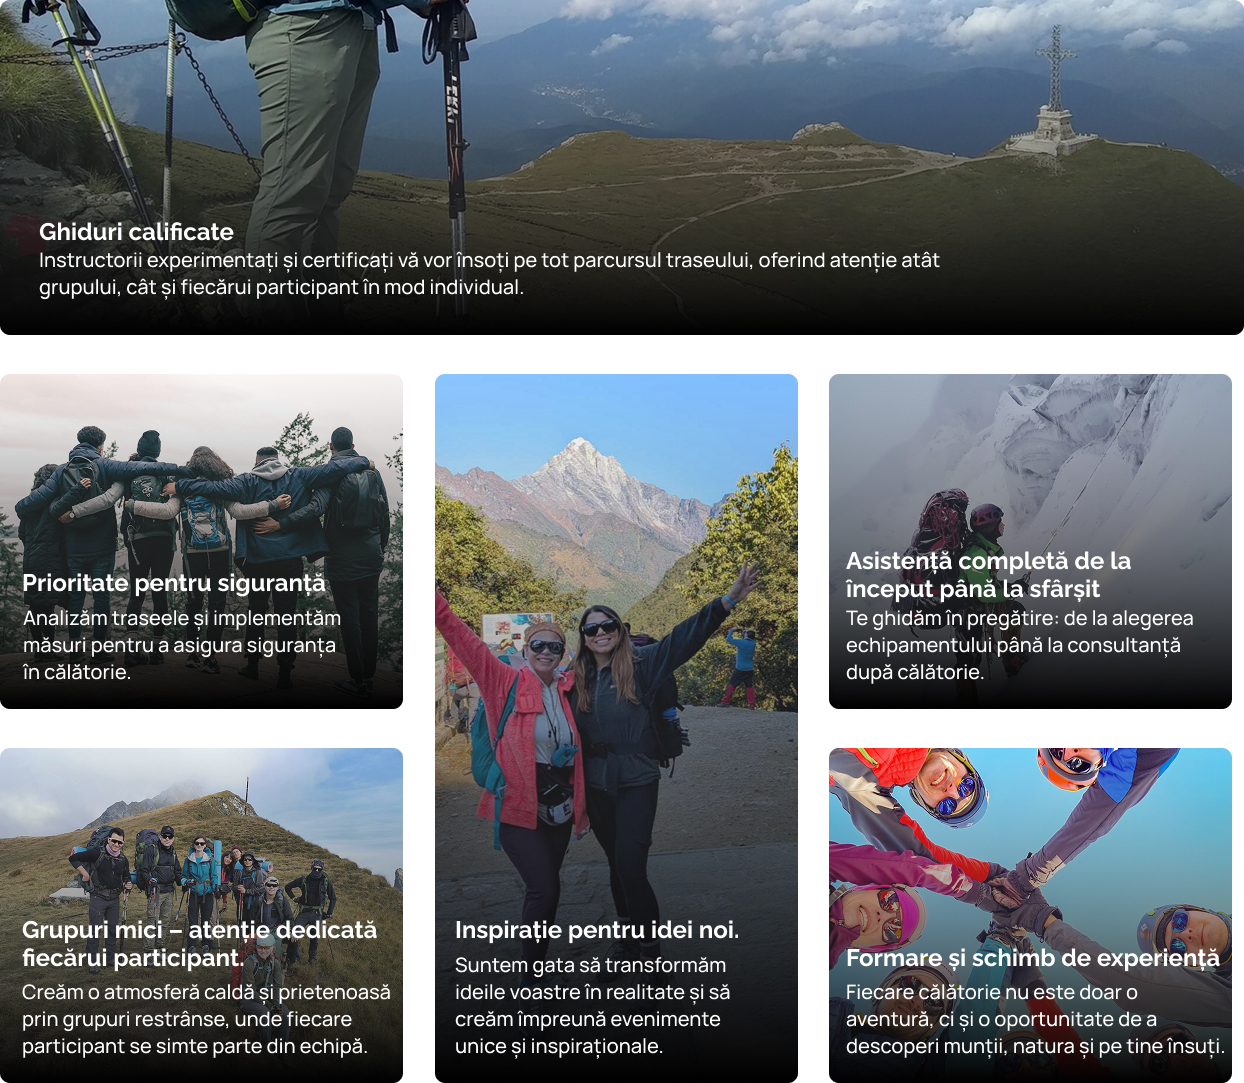 LEKI
Ghiduri calificate
Instructorii experimentați și certificați vă vor însoți pe tot parcursul traseului, oferind atenție atât
grupului, cât și fiecărui participant în mod individual.
Prioritate pentru siguranță
Analizăm traseele și implementăm
măsuri pentru a asigura siguranța
în călătorie.
Inspirație pentru idei noi.
Suntem gata să transformăm
ideile voastre în realitate și să
creăm împreună evenimente
unice și inspiraționale.
Asistență completă de la
început până la sfârșit
Te ghidăm în pregătire: de la alegerea
echipamentului până la consultanță
după călătorie.
Grupuri mici – atenție dedicată
fiecărui participant.
Creăm o atmosferă caldă și prietenoasă
prin grupuri restrânse, unde fiecare
participant se simte parte din echipă.
Formare și schimb de experiență
Fiecare călătorie nu este doar o
aventură, ci și o oportunitate de a
descoperi munții, natura și pe tine însuți.